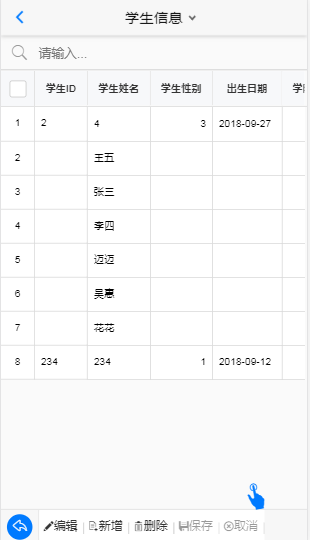 学生信息
请输入...
学生ID 学生姓名 学生性别 出生日期
1 2 4 3 2018-09-27
2 王五
3 张三
4 李四
5 迈迈
6 吴惠
7 花花
8 234 234 1 2018-09-12
编辑 | 新增 | 删除 | 保存 | 取消 |